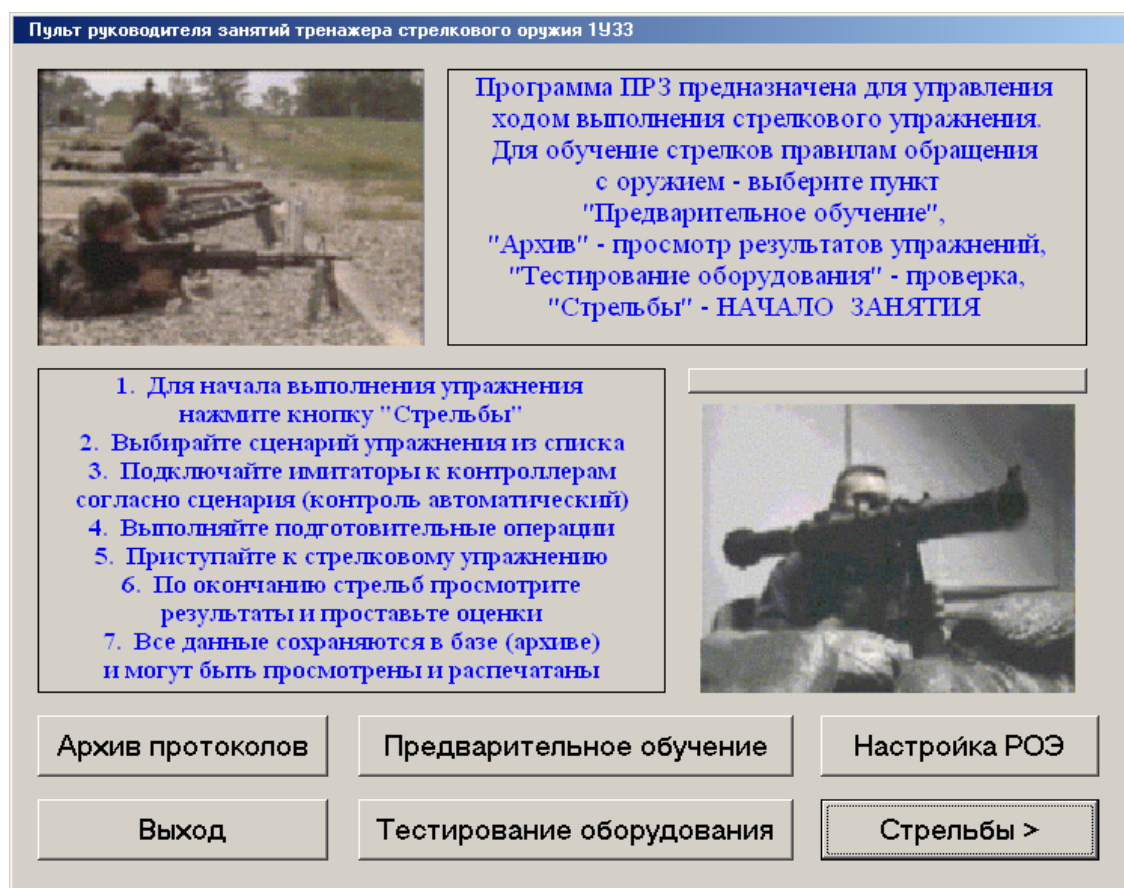 Пульт руководителя занятий тренажера стрелкового оружия 1У33
Программа ПРЗ предназначена для управления
ходом выполнения стрелкового упражнения.
Для обучение стрелков правилам обращения
с оружием - выберите пункт
"Предварительное обучение",
"Архив" - просмотр результатов упражнений,
"Тестирование оборудования" - проверка,
"Стрельбы" - НАЧАЛО ЗАНЯТИЯ
1. Для начала выполнения упражнения
нажмите кнопку "Стрельбы"
2. Выбирайте сценарий упражнения из списка
3. Подключайте имитаторы к контроллерам
согласно сценария (контроль автоматический)
4. Выполняйте подготовительные операции
5. Приступайте к стрелковому упражнению
6. По окончанию стрельб просмотрите
результаты и проставьте оценки
7. Все данные сохраняются в базе (архиве)
и могут быть просмотрены и распечатаны
Архив протоколов
Предварительное обучение
Настройка РОЭ
Выход
Тестирование оборудования
Стрельбы >